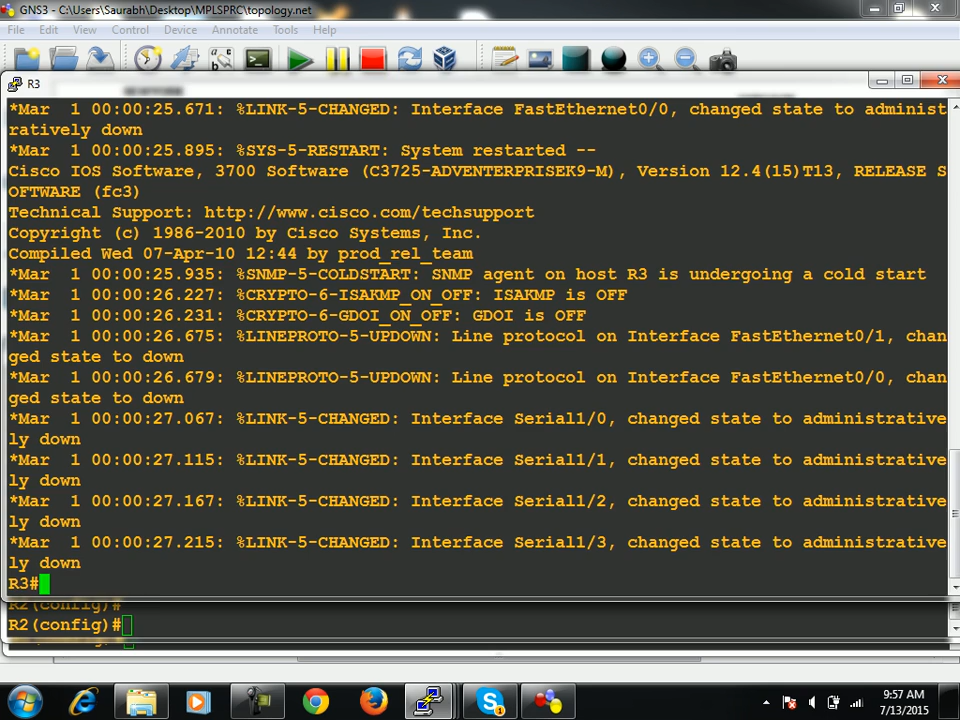 GNS3 - C:\Users\Saurabh\Desktop\MPLSPRC\topology.net
File Edit View Control Device Annotate Tools Help
R3
*Mar 1 00:00:25.671: %LINK-5-CHANGED: Interface FastEthernet0/0, changed state to administ
ratively down
*Mar 1 00:00:25.895: %SYS-5-RESTART: System restarted --
Cisco IOS Software, 3700 Software (C3725-ADVENTERPRISEK9-M), Version 12.4(15)T13, RELEASE S
OFTWARE (fc3)
Technical Support: http://www.cisco.com/techsupport
Copyright (c) 1986-2010 by Cisco Systems, Inc.
Compiled Wed 07-Apr-10 12:44 by prod_rel_team
*Mar 1 00:00:25.935: %SNMP-5-COLDSTART: SNMP agent on host R3 is undergoing a cold start
*Mar 1 00:00:26.227: %CRYPTO-6-ISAKMP_ON_OFF: ISAKMP is OFF
*Mar 1 00:00:26.231: %CRYPTO-6-GDOI_ON_OFF: GDOI is OFF
*Mar 1 00:00:26.675: %LINEPROTO-5-UPDOWN: Line protocol on Interface FastEthernet0/1, chan
ged state to down
*Mar 1 00:00:26.679: %LINEPROTO-5-UPDOWN: Line protocol on Interface FastEthernet0/0, chan
ged state to down
*Mar 1 00:00:27.067: %LINK-5-CHANGED: Interface Serial1/0, changed state to administrative
ly down
*Mar 1 00:00:27.115: %LINK-5-CHANGED: Interface Serial1/1, changed state to administrative
ly down
*Mar 1 00:00:27.167: %LINK-5-CHANGED: Interface Serial1/2, changed state to administrative
ly down
*Mar 1 00:00:27.215: %LINK-5-CHANGED: Interface Serial1/3, changed state to administrative
ly down
R3#
R2(config)#
R2(config)#
9:57 AM
7/13/2015